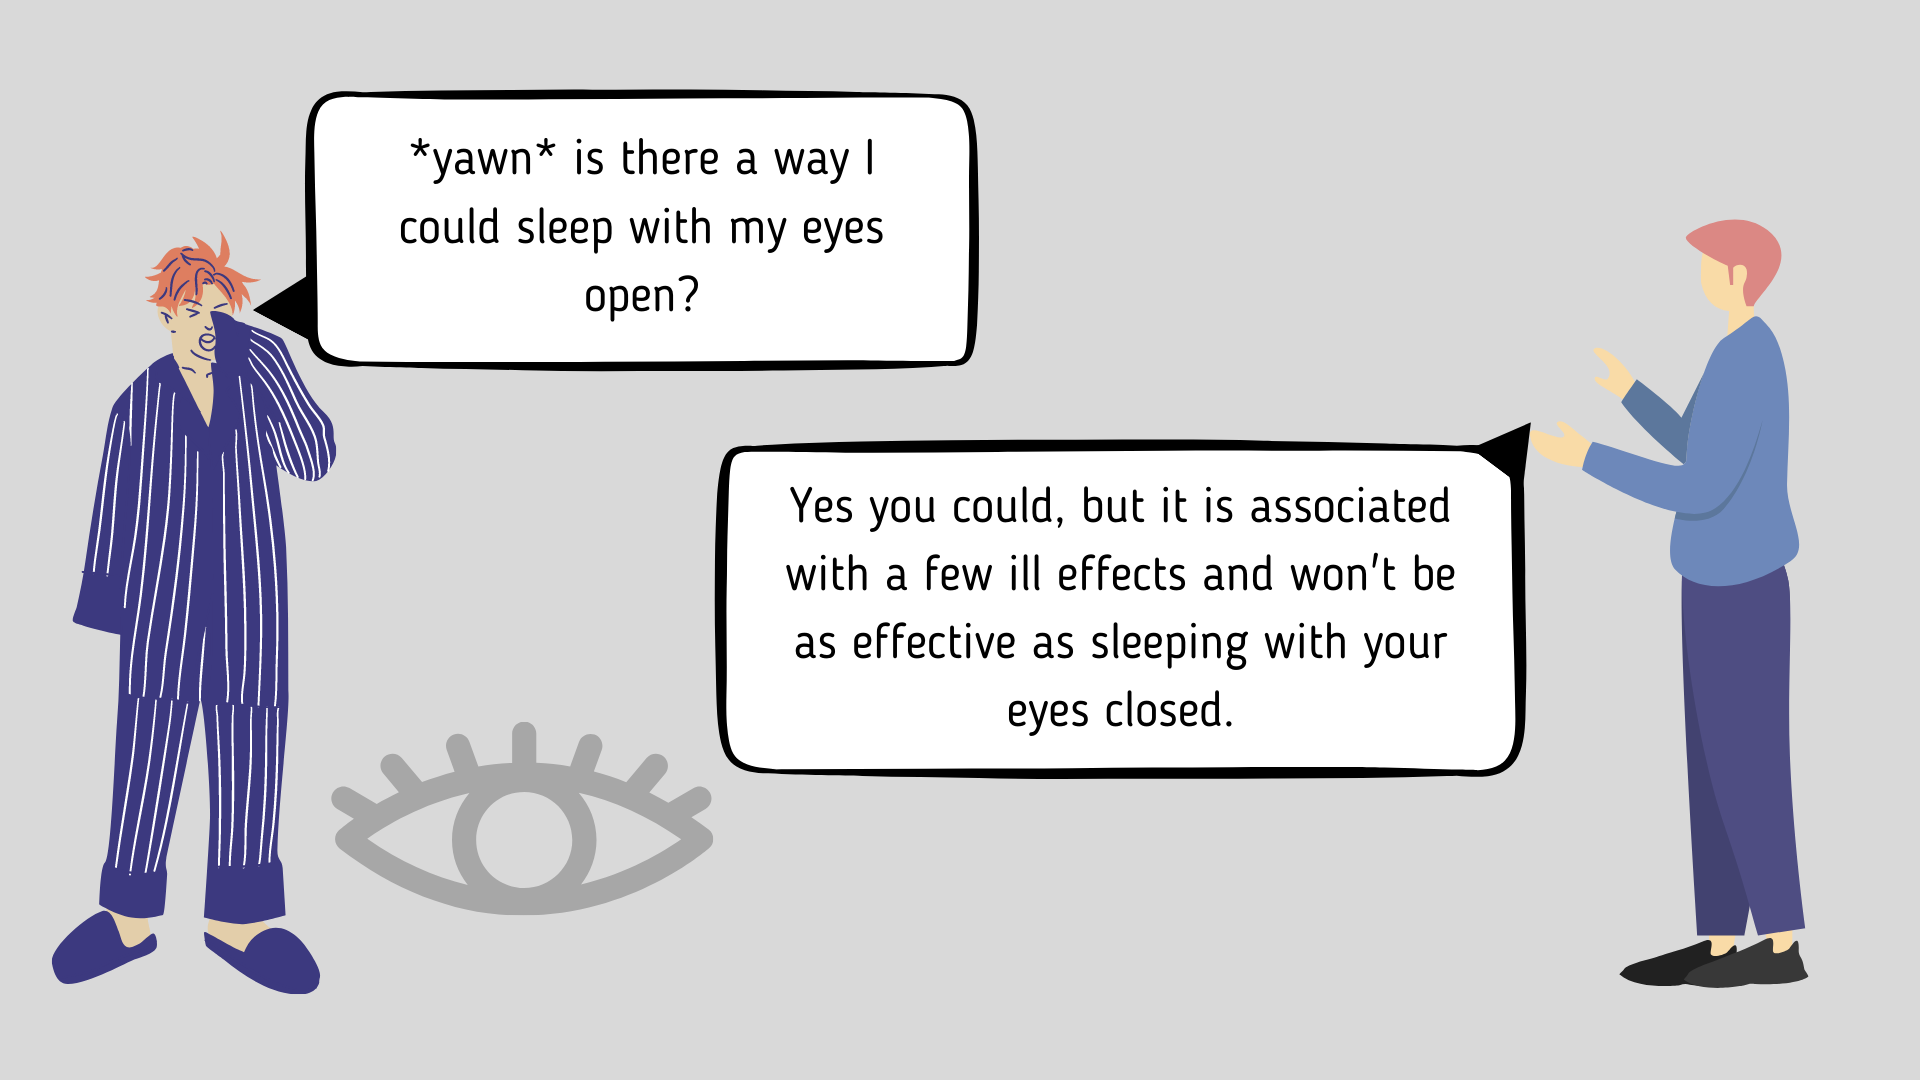 *yawn* is there a way I
could sleep with my eyes
open?
Yes you could, but it is associated
with a few ill effects and won't be
as effective as sleeping with your
eyes closed.